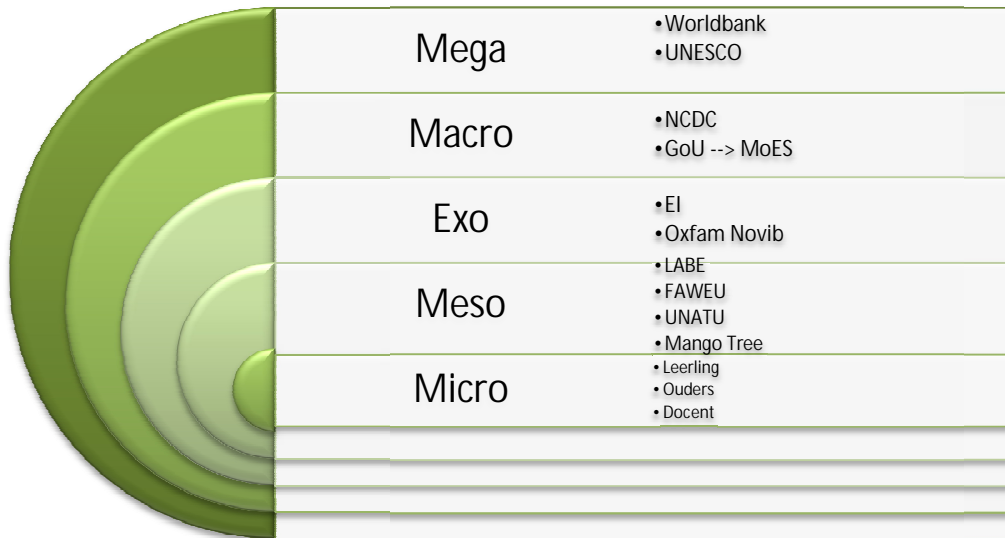 Mega
• Worldbank
• UNESCO
Macro
• NCDC
• GoU --> MoES
Exo
• EI
• Oxfam Novib
Meso
• LABE
• FAWEU
• UNATU
• Mango Tree
Micro
• Leerling
• Ouders
• Docent